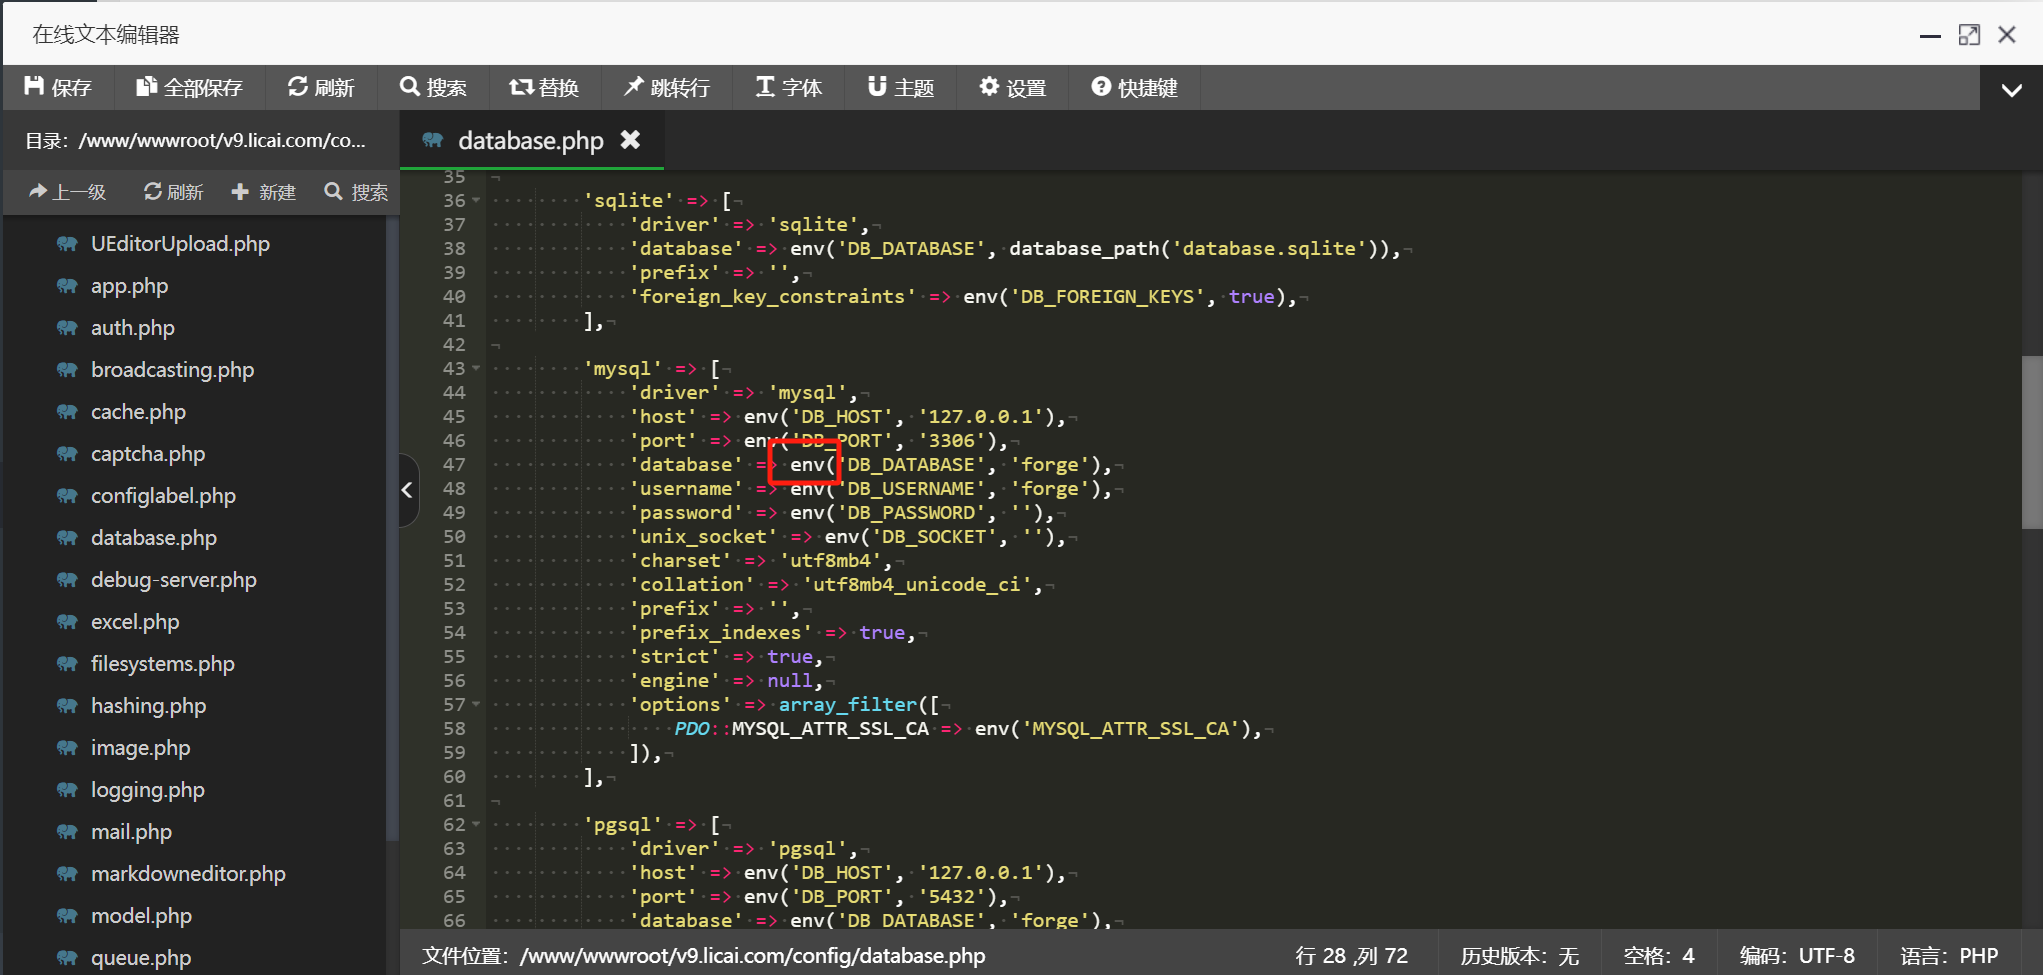 在线文本编辑器
保存 全部保存 刷新 搜索 替换 跳转行 字体 主题 设置 快捷键
目录：/www/wwwroot/v9.licai.com/co...
上一级 刷新 新建 搜索
UEditorUpload.php
app.php
auth.php
broadcasting.php
cache.php
captcha.php
configlabel.php
database.php
debug-server.php
excel.php
filesystems.php
hashing.php
image.php
logging.php
mail.php
markdowneditor.php
model.php
queue.php
database.php
35
36 'sqlite' => [
37 'driver' => 'sqlite',
38 'database' => env('DB_DATABASE', database_path('database.sqlite')),
39 'prefix' => '',
40 'foreign_key_constraints' => env('DB_FOREIGN_KEYS', true),
41 ],
42
43 'mysql' => [
44 'driver' => 'mysql',
45 'host' => env('DB_HOST', '127.0.0.1'),
46 'port' => env('DB_PORT', '3306'),
47 'database' => env('DB_DATABASE', 'forge'),
48 'username' => env('DB_USERNAME', 'forge'),
49 'password' => env('DB_PASSWORD', ''),
50 'unix_socket' => env('DB_SOCKET', ''),
51 'charset' => 'utf8mb4',
52 'collation' => 'utf8mb4_unicode_ci',
53 'prefix' => '',
54 'prefix_indexes' => true,
55 'strict' => true,
56 'engine' => null,
57 'options' => array_filter([
58 PDO::MYSQL_ATTR_SSL_CA => env('MYSQL_ATTR_SSL_CA'),
59 ]),
60 ],
61
62 'pgsql' => [
63 'driver' => 'pgsql',
64 'host' => env('DB_HOST', '127.0.0.1'),
65 'port' => env('DB_PORT', '5432'),
66 'database' => env('DB_DATABASE', 'forge'),
文件位置：/www/wwwroot/v9.licai.com/config/database.php 行 28 ,列 72 历史版本：无 空格：4 编码：UTF-8 语言：PHP